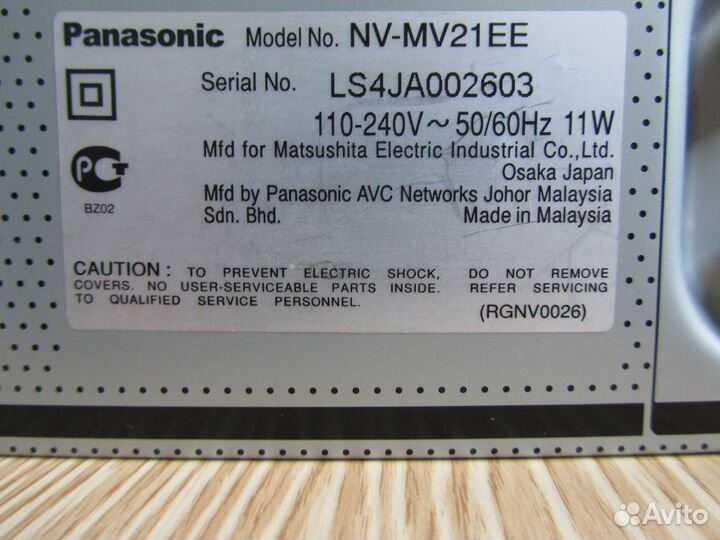 Panasonic Model No. NV-MV21EE
Serial No. LS4JA002603
110-240V~50/60Hz 11W
Mfd for Matsushita Electric Industrial Co.,Ltd.
Osaka Japan
Mfd by Panasonic AVC Networks Johor Malaysia
Sdn. Bhd. Made in Malaysia
РСТ
BZ02
CAUTION : TO PREVENT ELECTRIC SHOCK, DO NOT REMOVE
COVERS. NO USER-SERVICEABLE PARTS INSIDE. REFER SERVICING
TO QUALIFIED SERVICE PERSONNEL.
(RGNV0026)
Avito